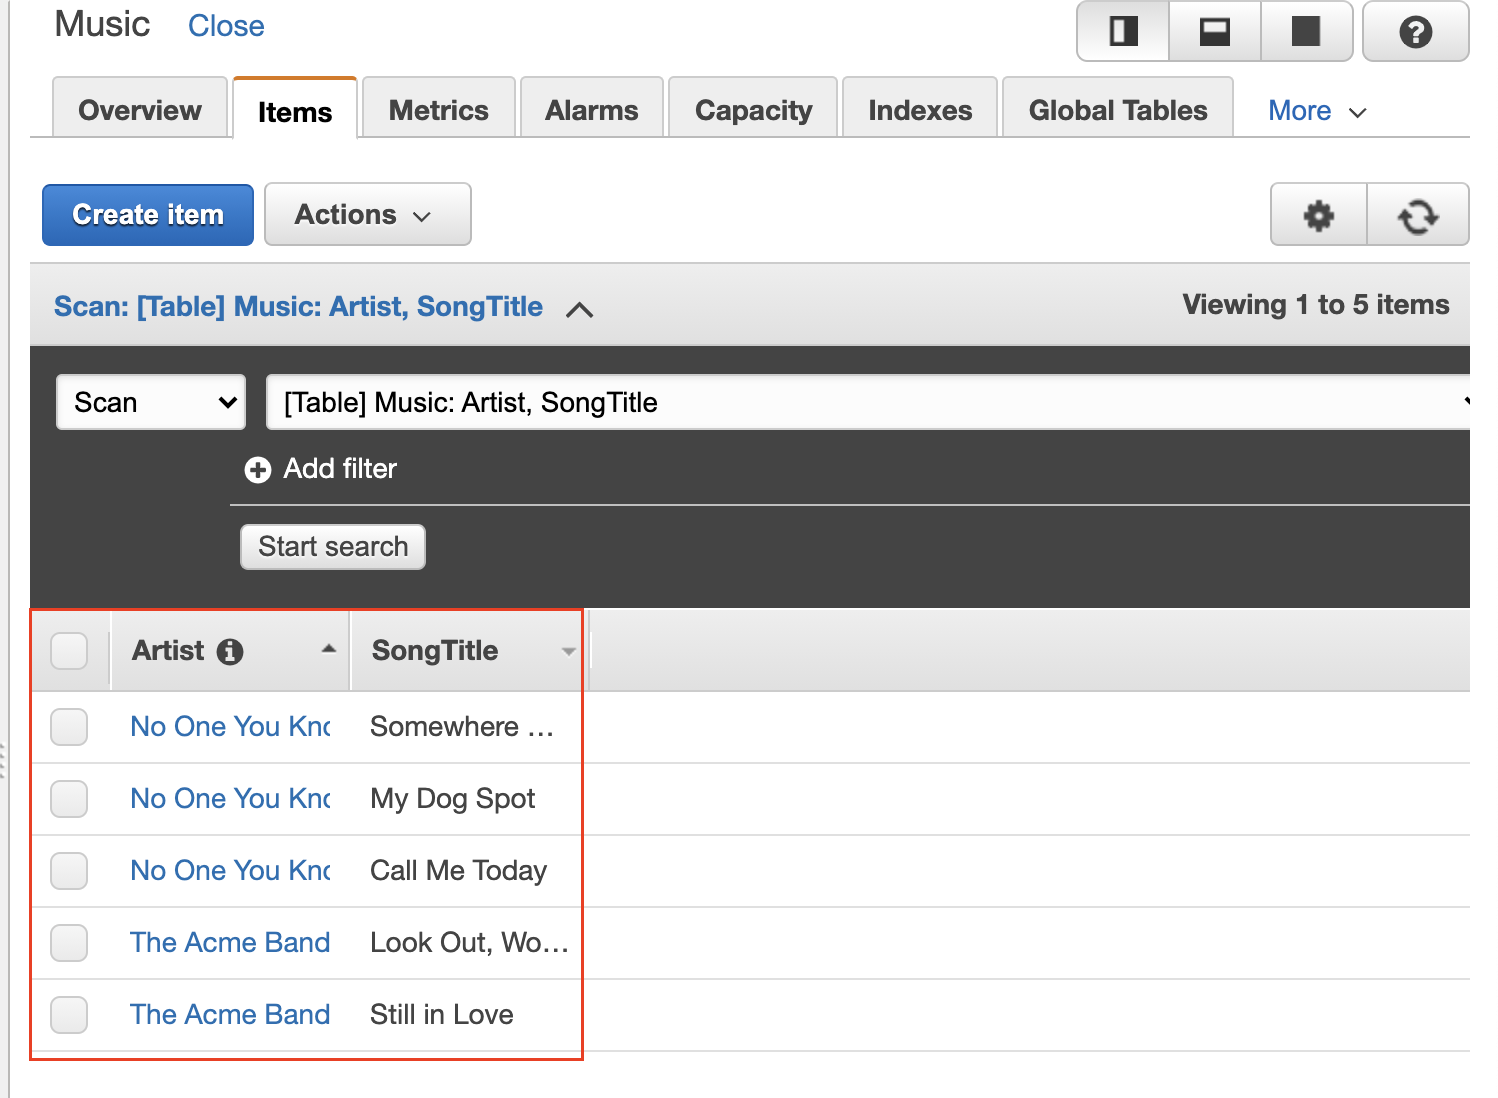 Music Close
Overview Items Metrics Alarms Capacity Indexes Global Tables More
Create item Actions
Scan: [Table] Music: Artist, SongTitle Viewing 1 to 5 items
Scan [Table] Music: Artist, SongTitle
Add filter
Start search
Artist SongTitle
No One You Somewhere …
No One You My Dog Spot
No One You Call Me Today
The Acme Band Look Out, Wo…
The Acme Band Still in Love